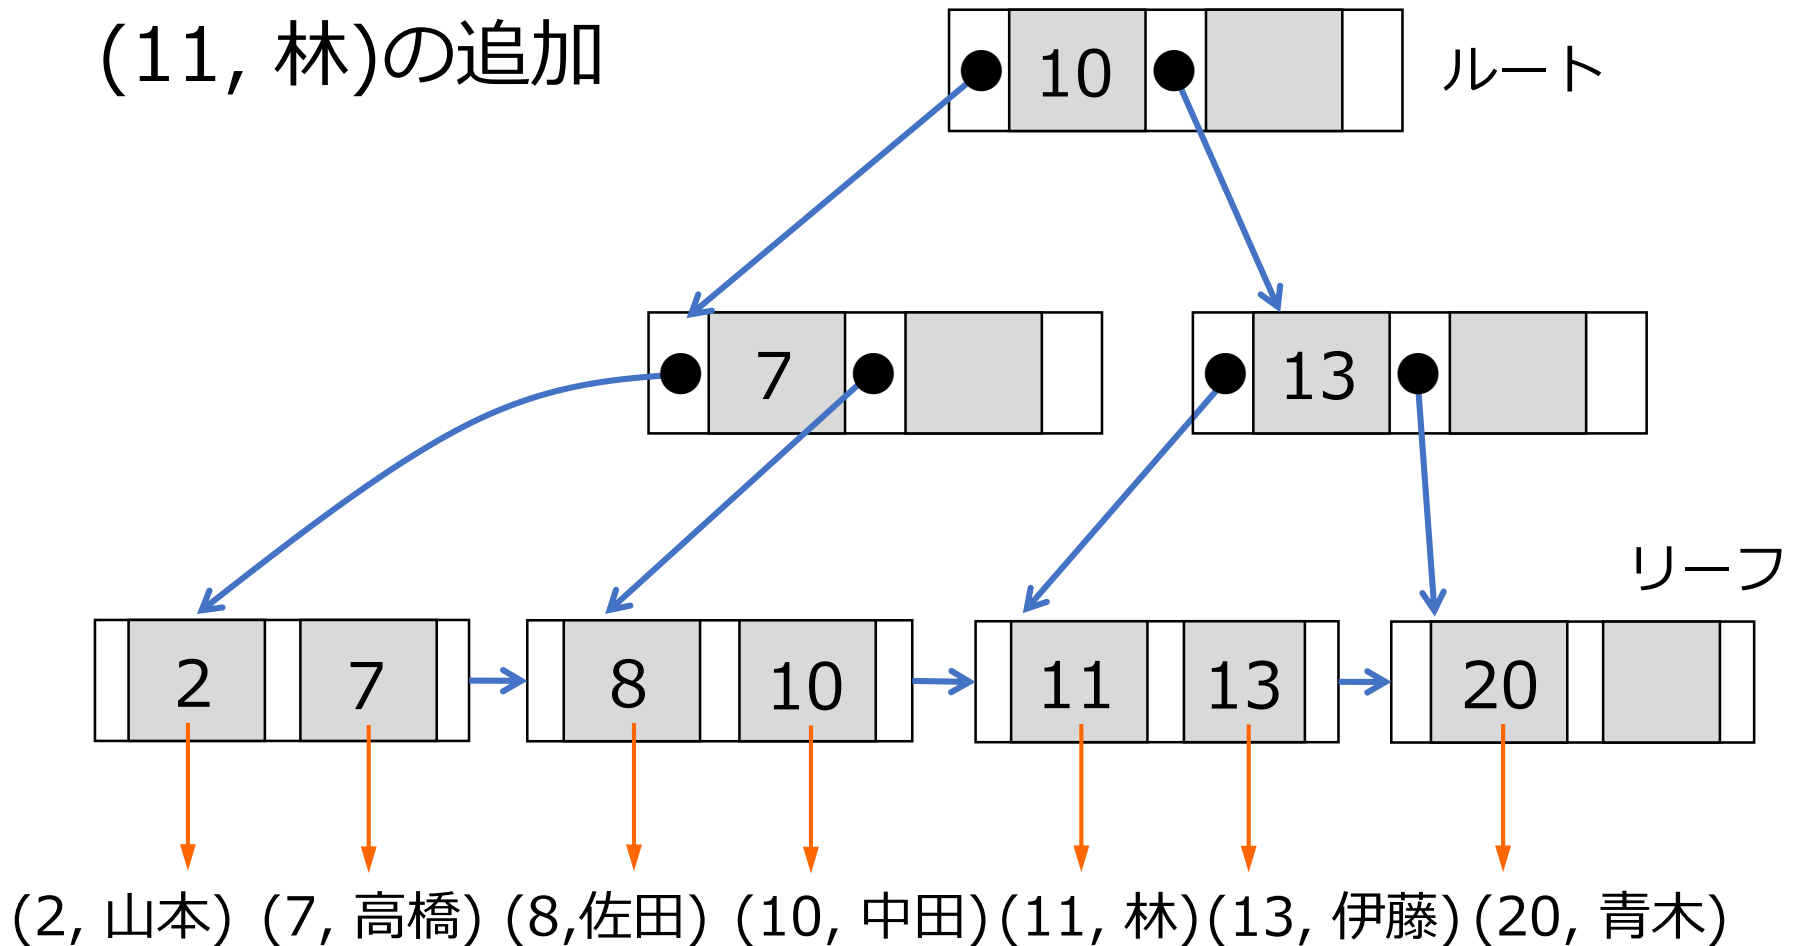 (11, 林)の追加
10
ルート
7
13
リーフ
2
7
8
10
11
13
20
(2, 山本)
(7, 高橋)
(8,佐田)
(10, 中田)
(11, 林)
(13, 伊藤)
(20, 青木)